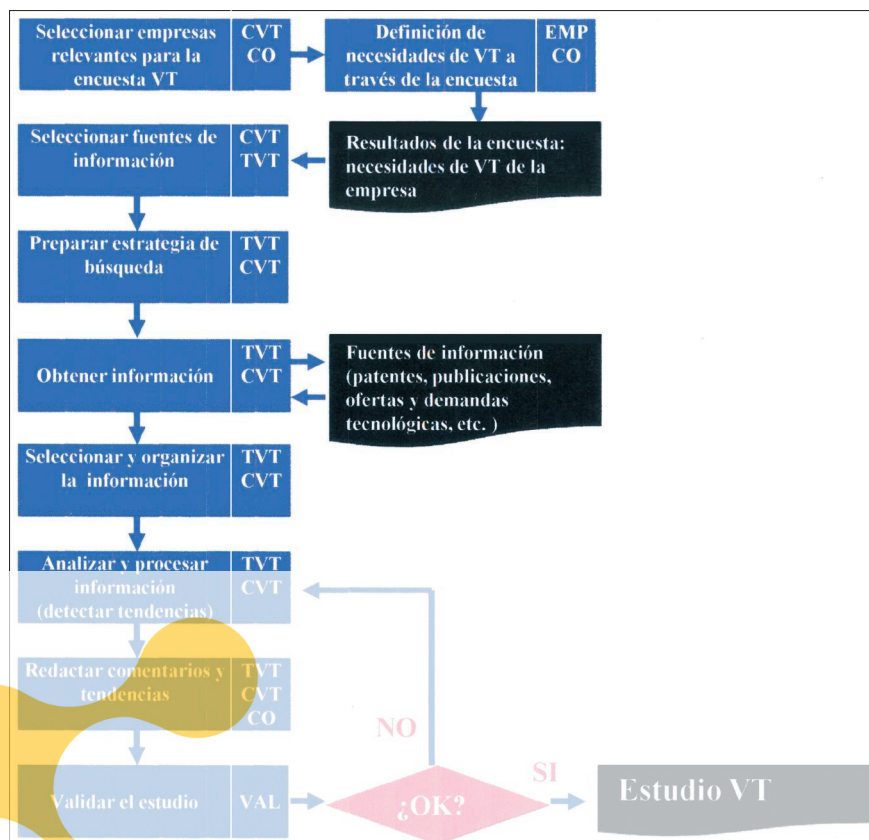 Seleccionar empresas
relevantes para la
encuesta VT
CVT
CO
Definición de
necesidades de VT a
través de la encuesta
EMP
CO
Seleccionar fuentes de
información
CVT
TVT
Resultados de la encuesta:
necesidades de VT de la
empresa
Preparar estrategia de
búsqueda
TVT
CVT
Obtener información
TVT
CVT
Fuentes de información
(patentes, publicaciones,
ofertas y demandas
tecnológicas, etc. )
Seleccionar y organizar
la información
TVT
CVT
Analizar y procesar
información
(detectar tendencias)
TVT
CVT
Redactar comentarios y
tendencias
TVT
CVT
CO
NO
Validar el estudio
VAL
¿OK?
SI
Estudio VT